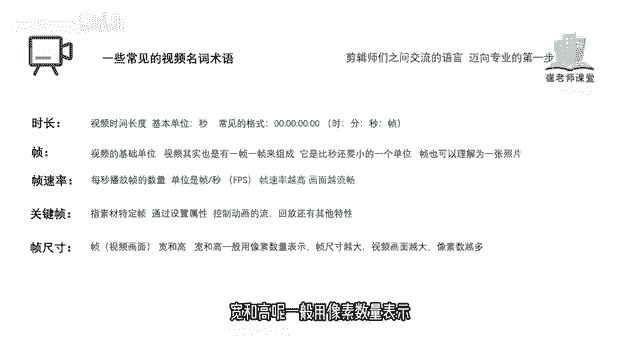 一些常见的视频名词术语
剪辑师们之间交流的语言 迈向专业的第一步
崔老师课堂
时长： 视频时间长度 基本单位：秒 常见的格式：00:00:00:00 （时：分：秒：帧）
帧： 视频的基础单位 视频其实也是有一帧一帧来组成 它是比秒还要小的一个单位 帧也可以理解为一张照片
帧速率： 每秒播放帧的数量 单位是帧/秒 （FPS） 帧速率越高 画面越流畅
关键帧： 指素材特定帧 通过设置属性 控制动画的流，回放还有其他特性
帧尺寸： 帧（视频画面） 宽和高 宽和高一般用像素数量表示，帧尺寸越大，视频画面越大，像素数越多
宽和高呢一般用像素数量表示